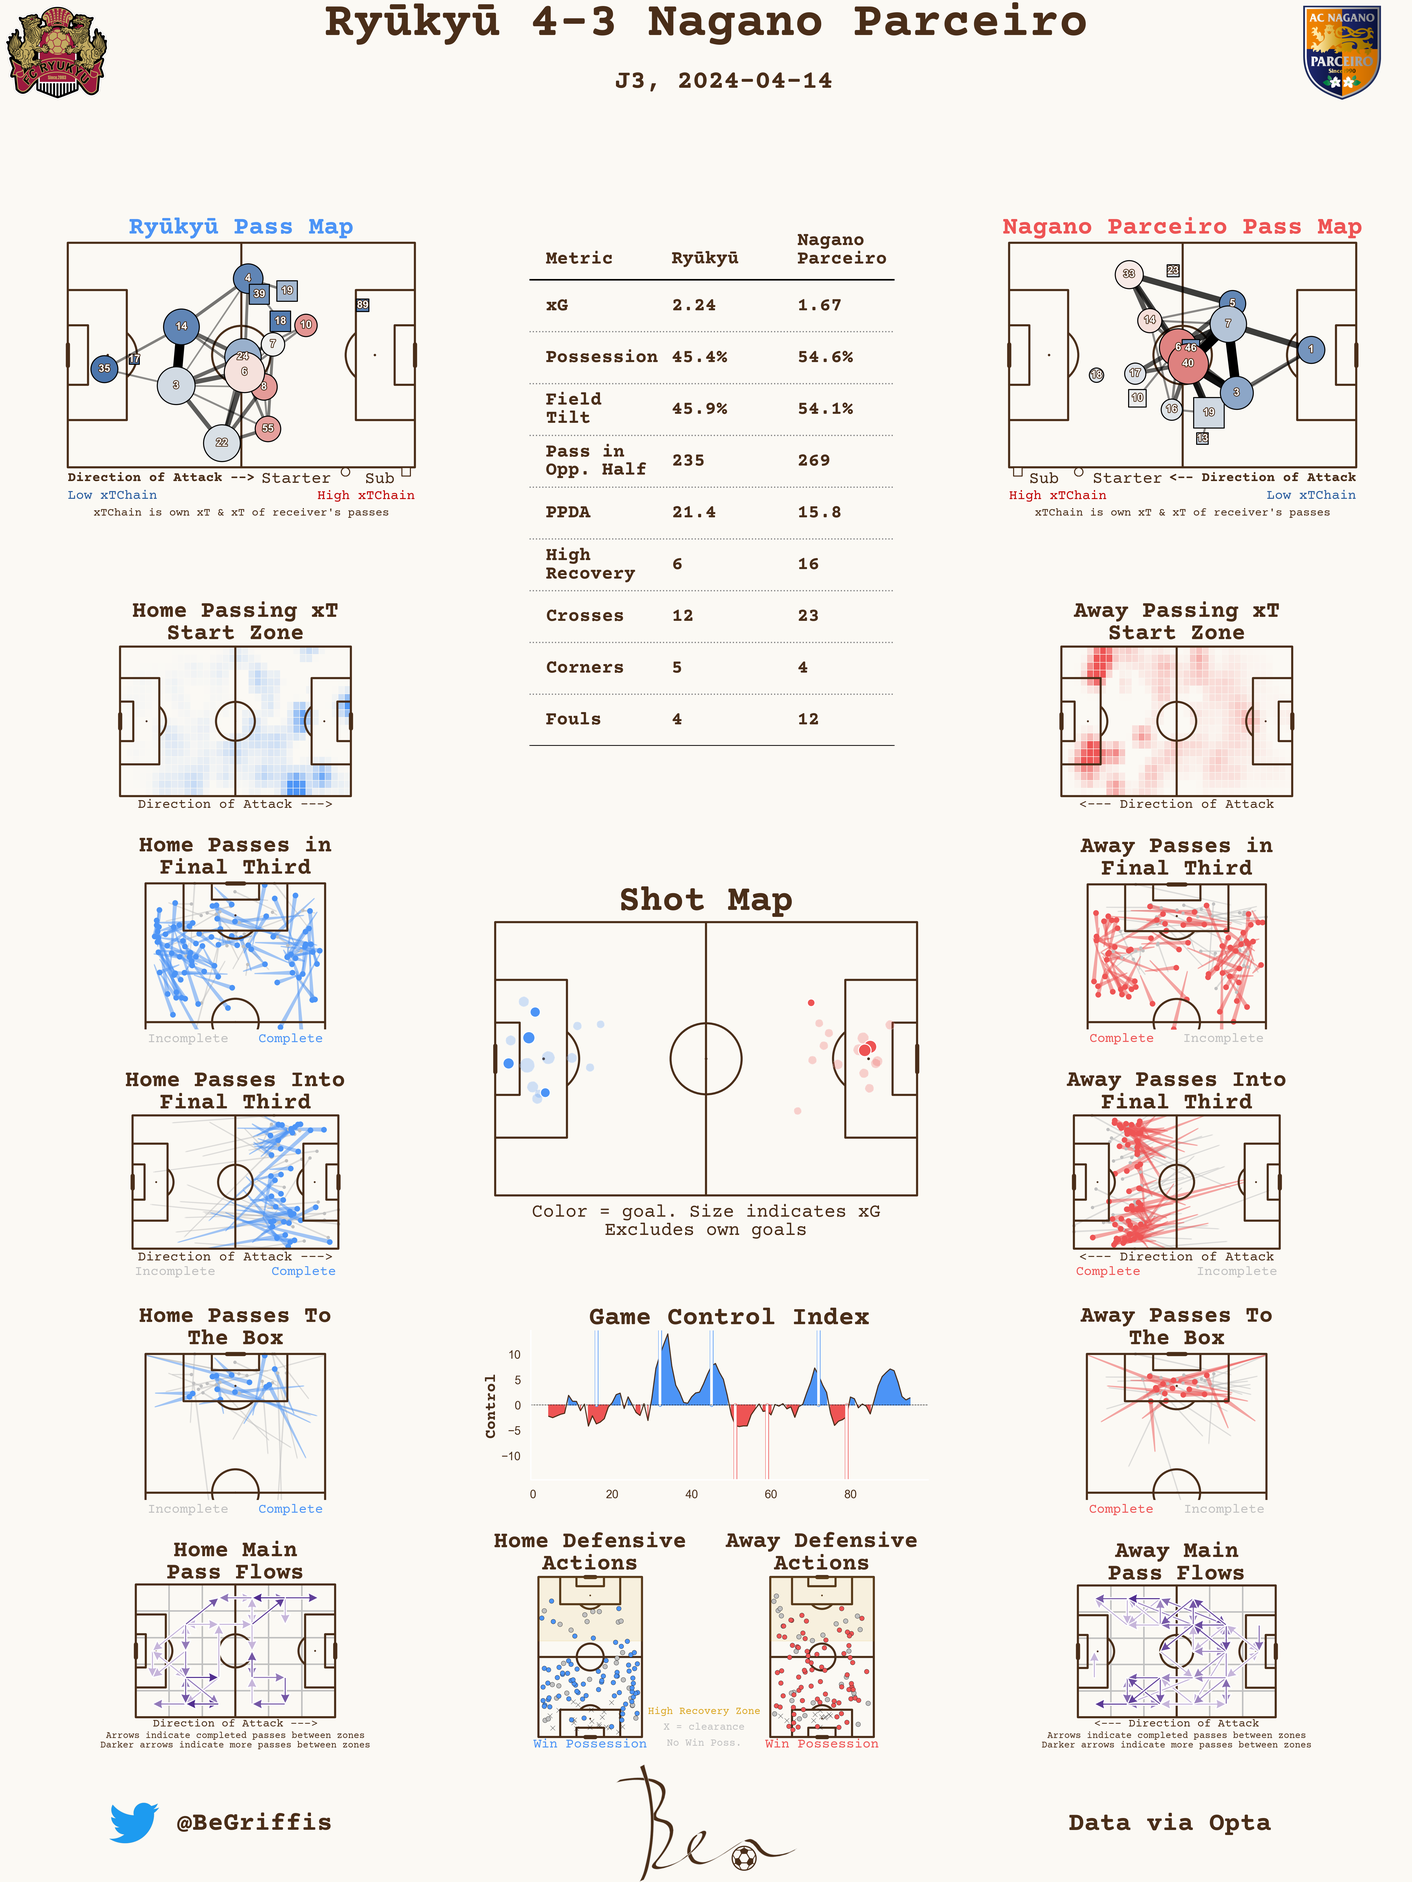 Ryūkyū 4-3 Nagano Parceiro
J3, 2024-04-14
FC RYUKYU
Since 2003
AC NAGANO
PARCEIRO
Ryūkyū Pass Map
4
39
19
89
18
10
14
7
17
24
35
6
3
8
55
22
Direction of Attack --> Starter Sub
Low xTChain High xTChain
xTChain is own xT & xT of receiver's passes
Metric Ryūkyū Nagano Parceiro
xG 2.24 1.67
Possession 45.4% 54.6%
Field Tilt 45.9% 54.1%
Pass in Opp. Half 235 269
PPDA 21.4 15.8
High Recovery 6 16
Crosses 12 23
Corners 5 4
Fouls 4 12
Nagano Parceiro Pass Map
33
23
5
14
7
6
46
1
40
18
17
3
10
16
19
13
Sub Starter <-- Direction of Attack
High xTChain Low xTChain
xTChain is own xT & xT of receiver's passes
Home Passing xT
Start Zone
Direction of Attack --->
Away Passing xT
Start Zone
<--- Direction of Attack
Home Passes in
Final Third
Incomplete Complete
Away Passes in
Final Third
Complete Incomplete
Shot Map
Color = goal. Size indicates xG
Excludes own goals
Home Passes Into
Final Third
Direction of Attack --->
Incomplete Complete
Away Passes Into
Final Third
<--- Direction of Attack
Complete Incomplete
Home Passes To
The Box
Incomplete Complete
Game Control Index
Control
10
5
0
−5
−10
0 20 40 60 80
Away Passes To
The Box
Complete Incomplete
Home Main
Pass Flows
Direction of Attack --->
Arrows indicate completed passes between zones
Darker arrows indicate more passes between zones
Home Defensive
Actions
Win Possession
High Recovery Zone
X = clearance
No Win Poss.
Away Defensive
Actions
Win Possession
Away Main
Pass Flows
<--- Direction of Attack
Arrows indicate completed passes between zones
Darker arrows indicate more passes between zones
@BeGriffis
Ben
Data via Opta